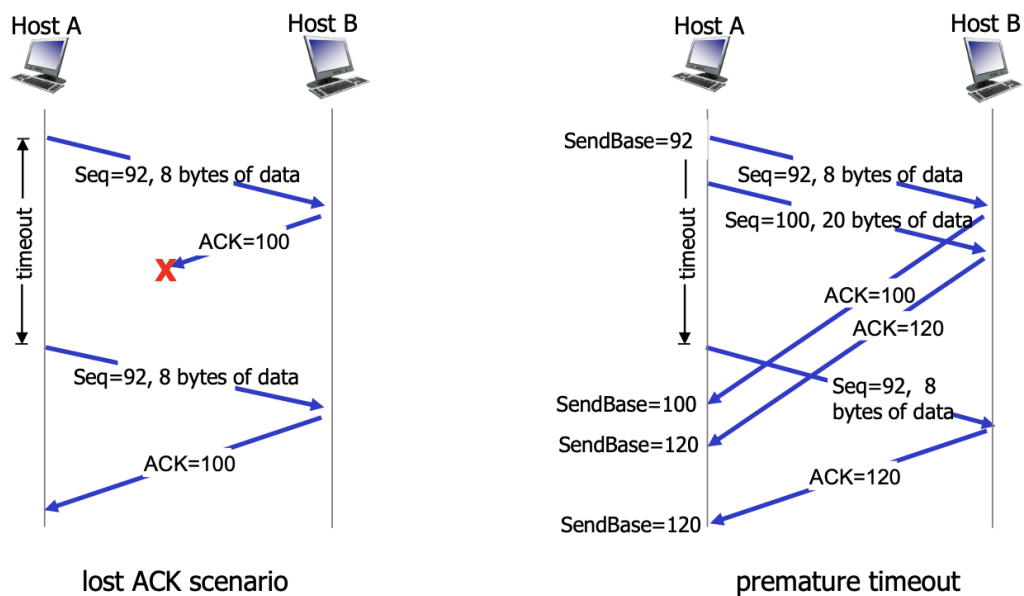 Host A
Host B
timeout
Seq=92, 8 bytes of data
ACK=100
X
Seq=92, 8 bytes of data
ACK=100
lost ACK scenario
Host A
Host B
SendBase=92
timeout
Seq=92, 8 bytes of data
Seq=100, 20 bytes of data
ACK=100
ACK=120
Seq=92, 8
bytes of data
SendBase=100
SendBase=120
ACK=120
SendBase=120
premature timeout